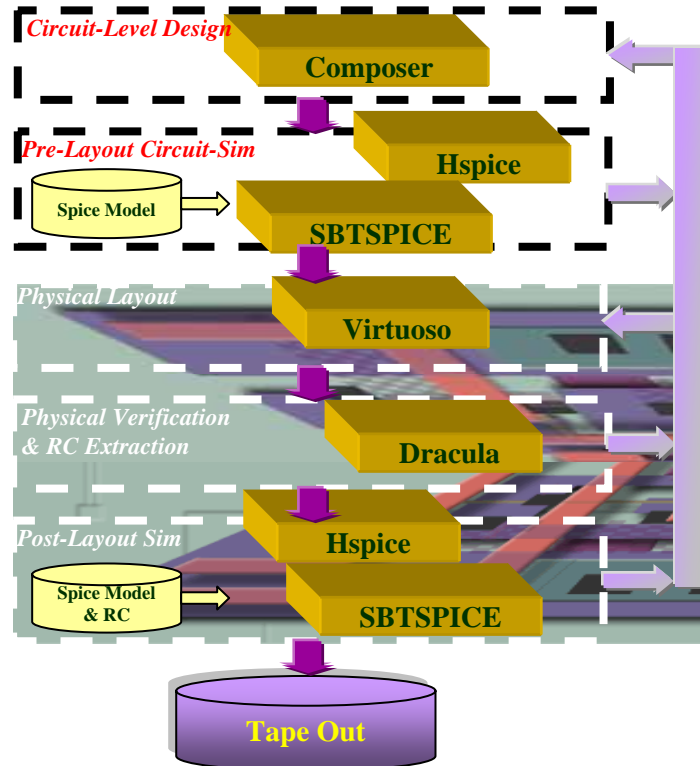 Circuit-Level Design
Composer
Pre-Layout Circuit-Sim
Hspice
Spice Model
SBTSPICE
Physical Layout
Virtuoso
Physical Verification
& RC Extraction
Dracula
Post-Layout Sim
Hspice
Spice Model
& RC
SBTSPICE
Tape Out